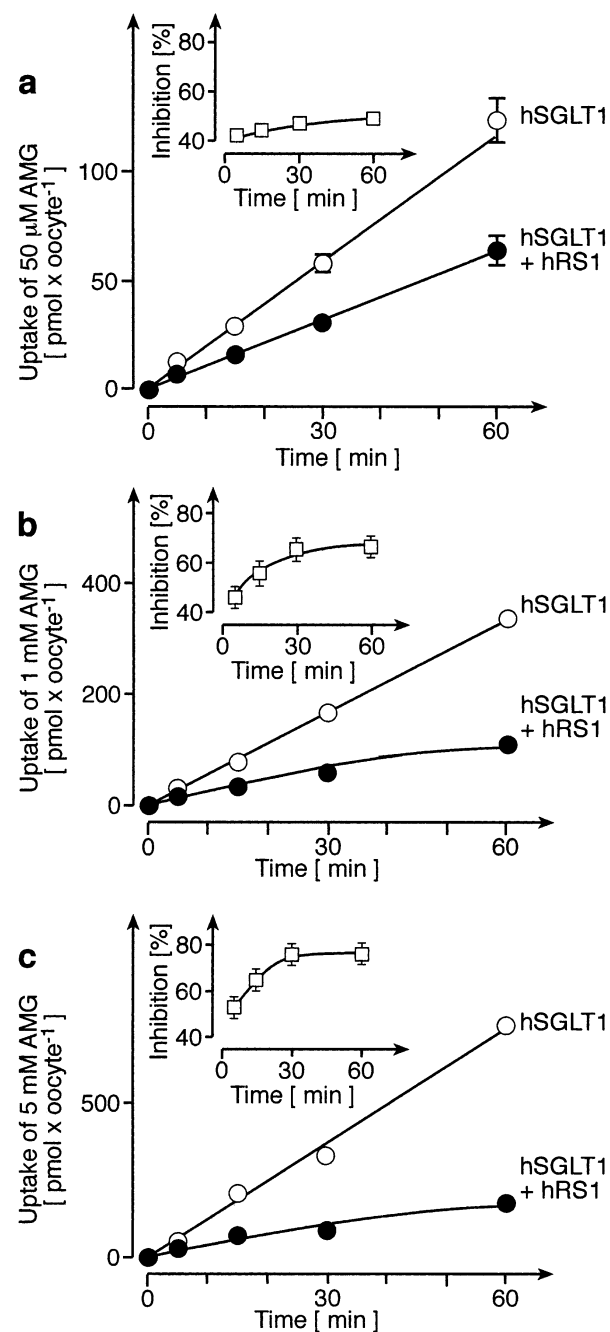 a
Uptake of 50 μM AMG
[ pmol x oocyte⁻¹ ]
100
50
0
Inhibition [%]
80
60
40
0 30 60
Time [ min ]
hSGLT1
hSGLT1
+ hRS1
0 30 60
Time [ min ]
b
Uptake of 1 mM AMG
[ pmol x oocyte⁻¹ ]
400
200
0
Inhibition [%]
80
60
40
0 30 60
Time [ min ]
hSGLT1
hSGLT1
+ hRS1
0 30 60
Time [ min ]
c
Uptake of 5 mM AMG
[ pmol x oocyte⁻¹ ]
500
0
Inhibition [%]
80
60
40
0 30 60
Time [ min ]
hSGLT1
hSGLT1
+ hRS1
0 30 60
Time [ min ]